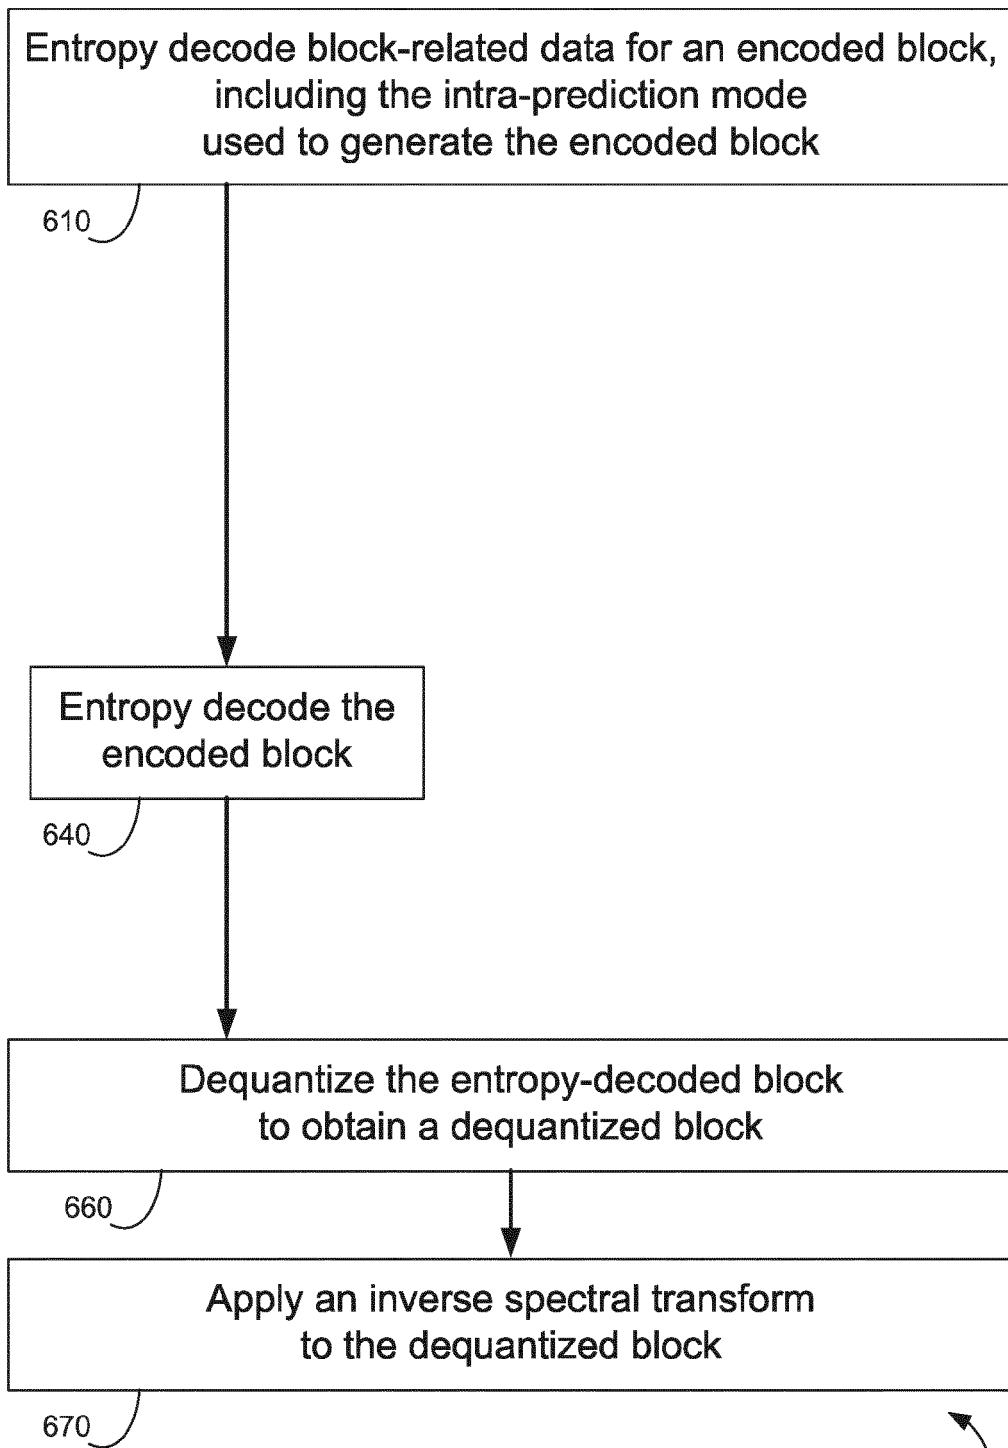 Entropy decode block-related data for an encoded block,
including the intra-prediction mode
used to generate the encoded block
610
Entropy decode the
encoded block
640
Dequantize the entropy-decoded block
to obtain a dequantized block
660
Apply an inverse spectral transform
to the dequantized block
670